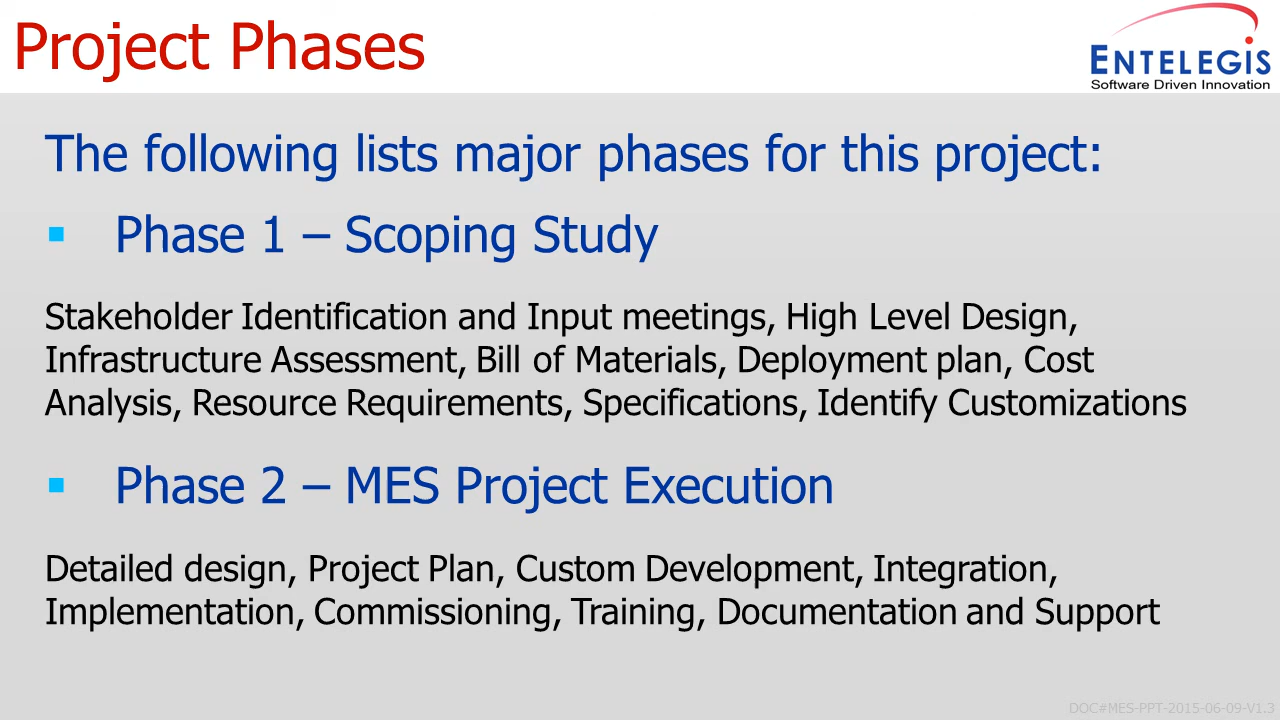 Project Phases
ENTELEGIS
Software Driven Innovation
The following lists major phases for this project:
▪ Phase 1 – Scoping Study
Stakeholder Identification and Input meetings, High Level Design,
Infrastructure Assessment, Bill of Materials, Deployment plan, Cost
Analysis, Resource Requirements, Specifications, Identify Customizations
▪ Phase 2 – MES Project Execution
Detailed design, Project Plan, Custom Development, Integration,
Implementation, Commissioning, Training, Documentation and Support
DOC#MES-PPT-2015-06-09-V1.3